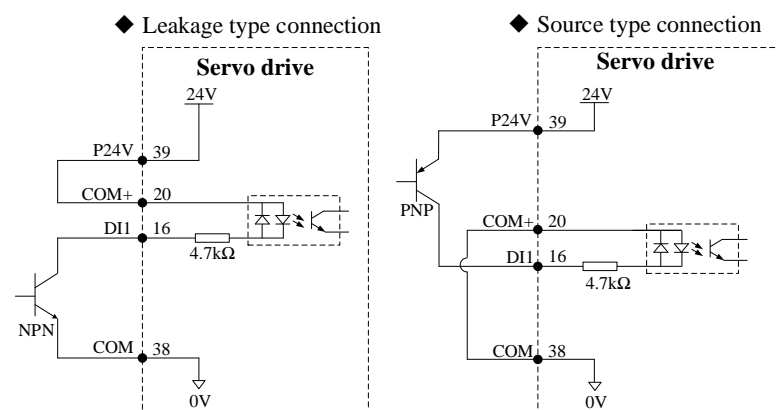 ◆ Leakage type connection
Servo drive
24V
P24V 39
COM+ 20
DI1 16
4.7kΩ
NPN
COM 38
0V
◆ Source type connection
Servo drive
24V
P24V 39
PNP
COM+ 20
DI1 16
4.7kΩ
COM 38
0V